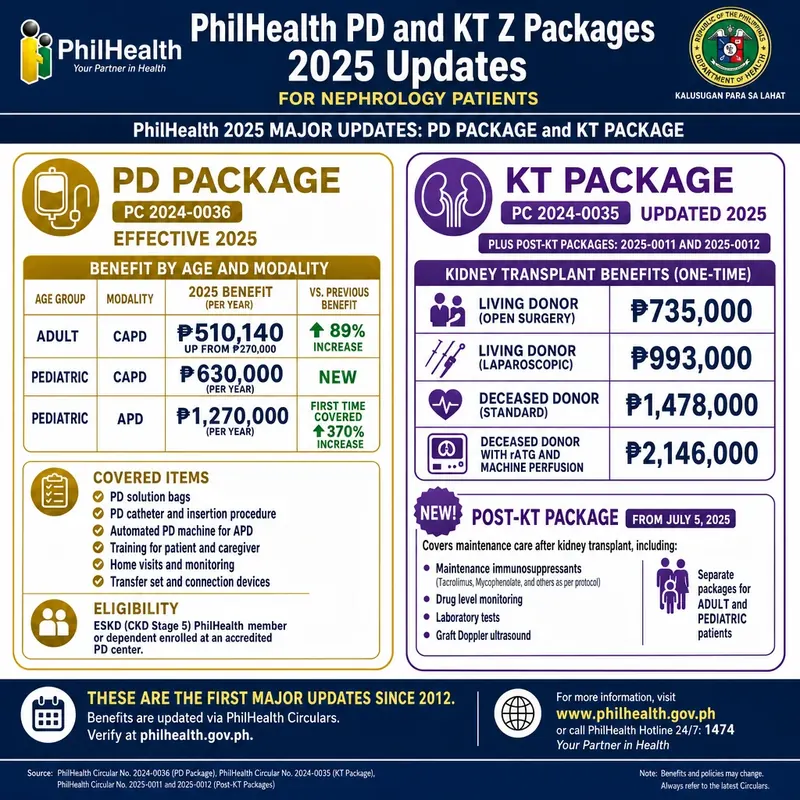 PhilHealth
Your Partner in Health
PhilHealth PD and KT Z Packages
2025 Updates
FOR NEPHROLOGY PATIENTS
REPUBLIC OF THE PHILIPPINES
DEPARTMENT OF HEALTH
KALUSUGAN PARA SA LAHAT
PhilHealth 2025 MAJOR UPDATES: PD PACKAGE and KT PACKAGE
PD PACKAGE
PC 2024-0036
EFFECTIVE 2025
BENEFIT BY AGE AND MODALITY
AGE GROUP MODALITY 2025 BENEFIT (PER YEAR) VS. PREVIOUS BENEFIT
ADULT CAPD ₱510,140 UP FROM ₱270,000 ↑ 89% INCREASE
PEDIATRIC CAPD ₱630,000 (PER YEAR) NEW
PEDIATRIC APD ₱1,270,000 (PER YEAR) FIRST TIME COVERED ↑ 370% INCREASE
COVERED ITEMS
PD solution bags
PD catheter and insertion procedure
Automated PD machine for APD
Training for patient and caregiver
Home visits and monitoring
Transfer set and connection devices
ELIGIBILITY
ESKD (CKD Stage 5) PhilHealth member
or dependent enrolled at an accredited
PD center.
KT PACKAGE
PC 2024-0035 UPDATED 2025
PLUS POST-KT PACKAGES: 2025-0011 AND 2025-0012
KIDNEY TRANSPLANT BENEFITS (ONE-TIME)
LIVING DONOR (OPEN SURGERY) ₱735,000
LIVING DONOR (LAPAROSCOPIC) ₱993,000
DECEASED DONOR (STANDARD) ₱1,478,000
DECEASED DONOR WITH rATG AND MACHINE PERFUSION ₱2,146,000
NEW! POST-KT PACKAGE FROM JULY 5, 2025
Covers maintenance care after kidney transplant, including:
• Maintenance immunosuppressants
(Tacrolimus, Mycophenolate, and others as per protocol)
• Drug level monitoring
• Laboratory tests
• Graft Doppler ultrasound
Separate
packages for
ADULT and
PEDIATRIC
patients
THESE ARE THE FIRST MAJOR UPDATES SINCE 2012.
Benefits are updated via PhilHealth Circulars.
Verify at philhealth.gov.ph.
For more information, visit
www.philhealth.gov.ph
or call PhilHealth Hotline 24/7: 1474
Your Partner in Health
Source: PhilHealth Circular No. 2024-0036 (PD Package), PhilHealth Circular No. 2024-0035 (KT Package),
PhilHealth Circular No. 2025-0011 and 2025-0012 (Post-KT Packages)
Note: Benefits and policies may change.
Always refer to the latest Circulars.